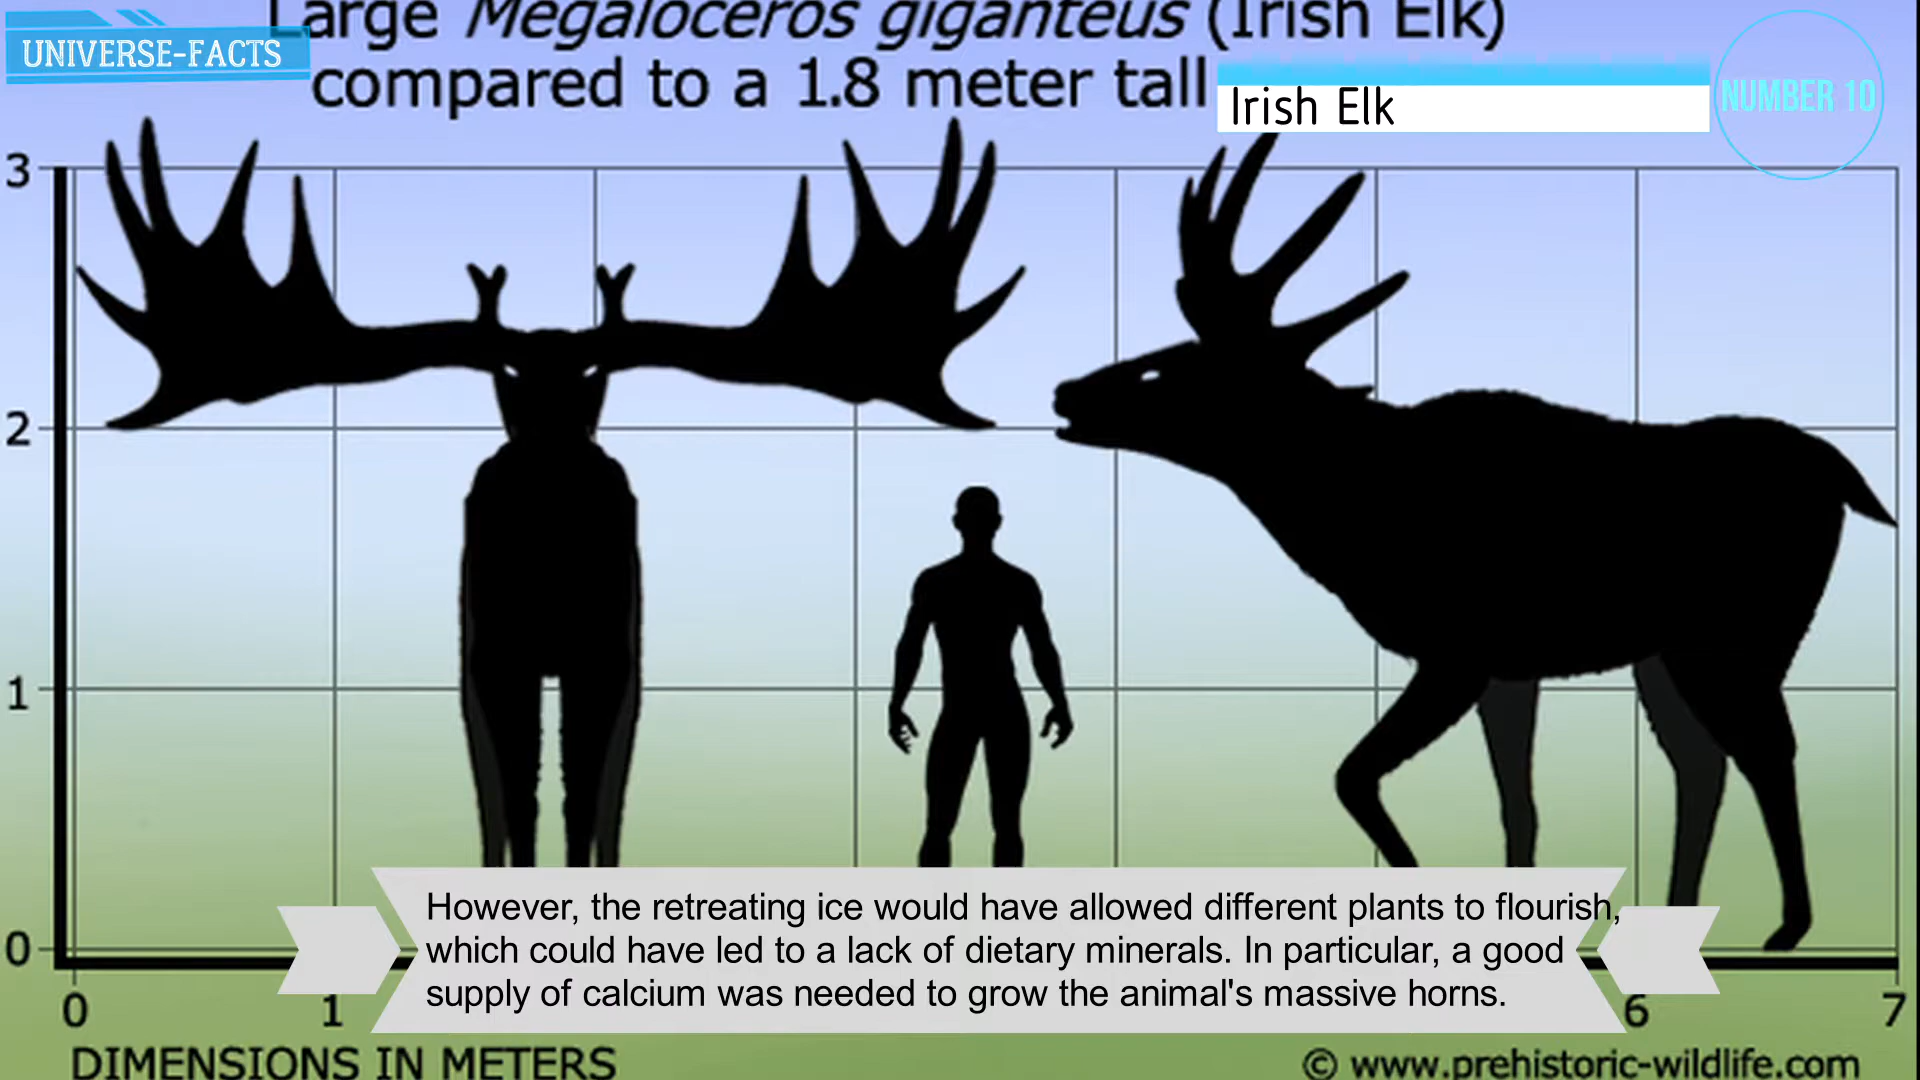 Large Megaloceros giganteus (Irish Elk)
UNIVERSE-FACTS
compared to a 1.8 meter tall
Irish Elk
NUMBER 10
3
2
1
0
However, the retreating ice would have allowed different plants to flourish,
which could have led to a lack of dietary minerals. In particular, a good
supply of calcium was needed to grow the animal's massive horns.
0 1 6 7
DIMENSIONS IN METERS
© www.prehistoric-wildlife.com